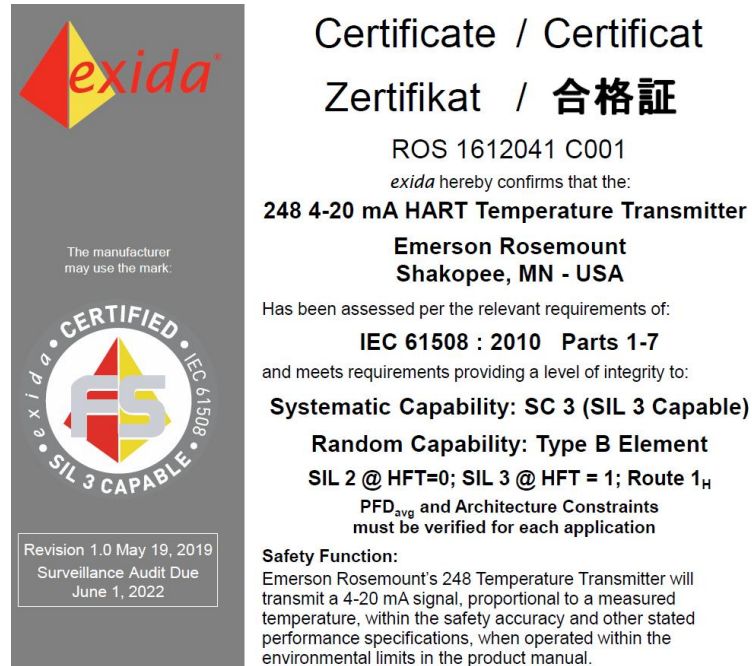 exida®
The manufacturer
may use the mark:
exida • CERTIFIED • IEC 61508 • SIL 3 CAPABLE •
FS
Revision 1.0 May 19, 2019
Surveillance Audit Due
June 1, 2022
Certificate / Certificat
Zertifikat / 合格証
ROS 1612041 C001
exida hereby confirms that the:
248 4-20 mA HART Temperature Transmitter
Emerson Rosemount
Shakopee, MN - USA
Has been assessed per the relevant requirements of:
IEC 61508 : 2010 Parts 1-7
and meets requirements providing a level of integrity to:
Systematic Capability: SC 3 (SIL 3 Capable)
Random Capability: Type B Element
SIL 2 @ HFT=0; SIL 3 @ HFT = 1; Route 1H
PFDavg and Architecture Constraints
must be verified for each application
Safety Function:
Emerson Rosemount's 248 Temperature Transmitter will
transmit a 4-20 mA signal, proportional to a measured
temperature, within the safety accuracy and other stated
performance specifications, when operated within the
environmental limits in the product manual.